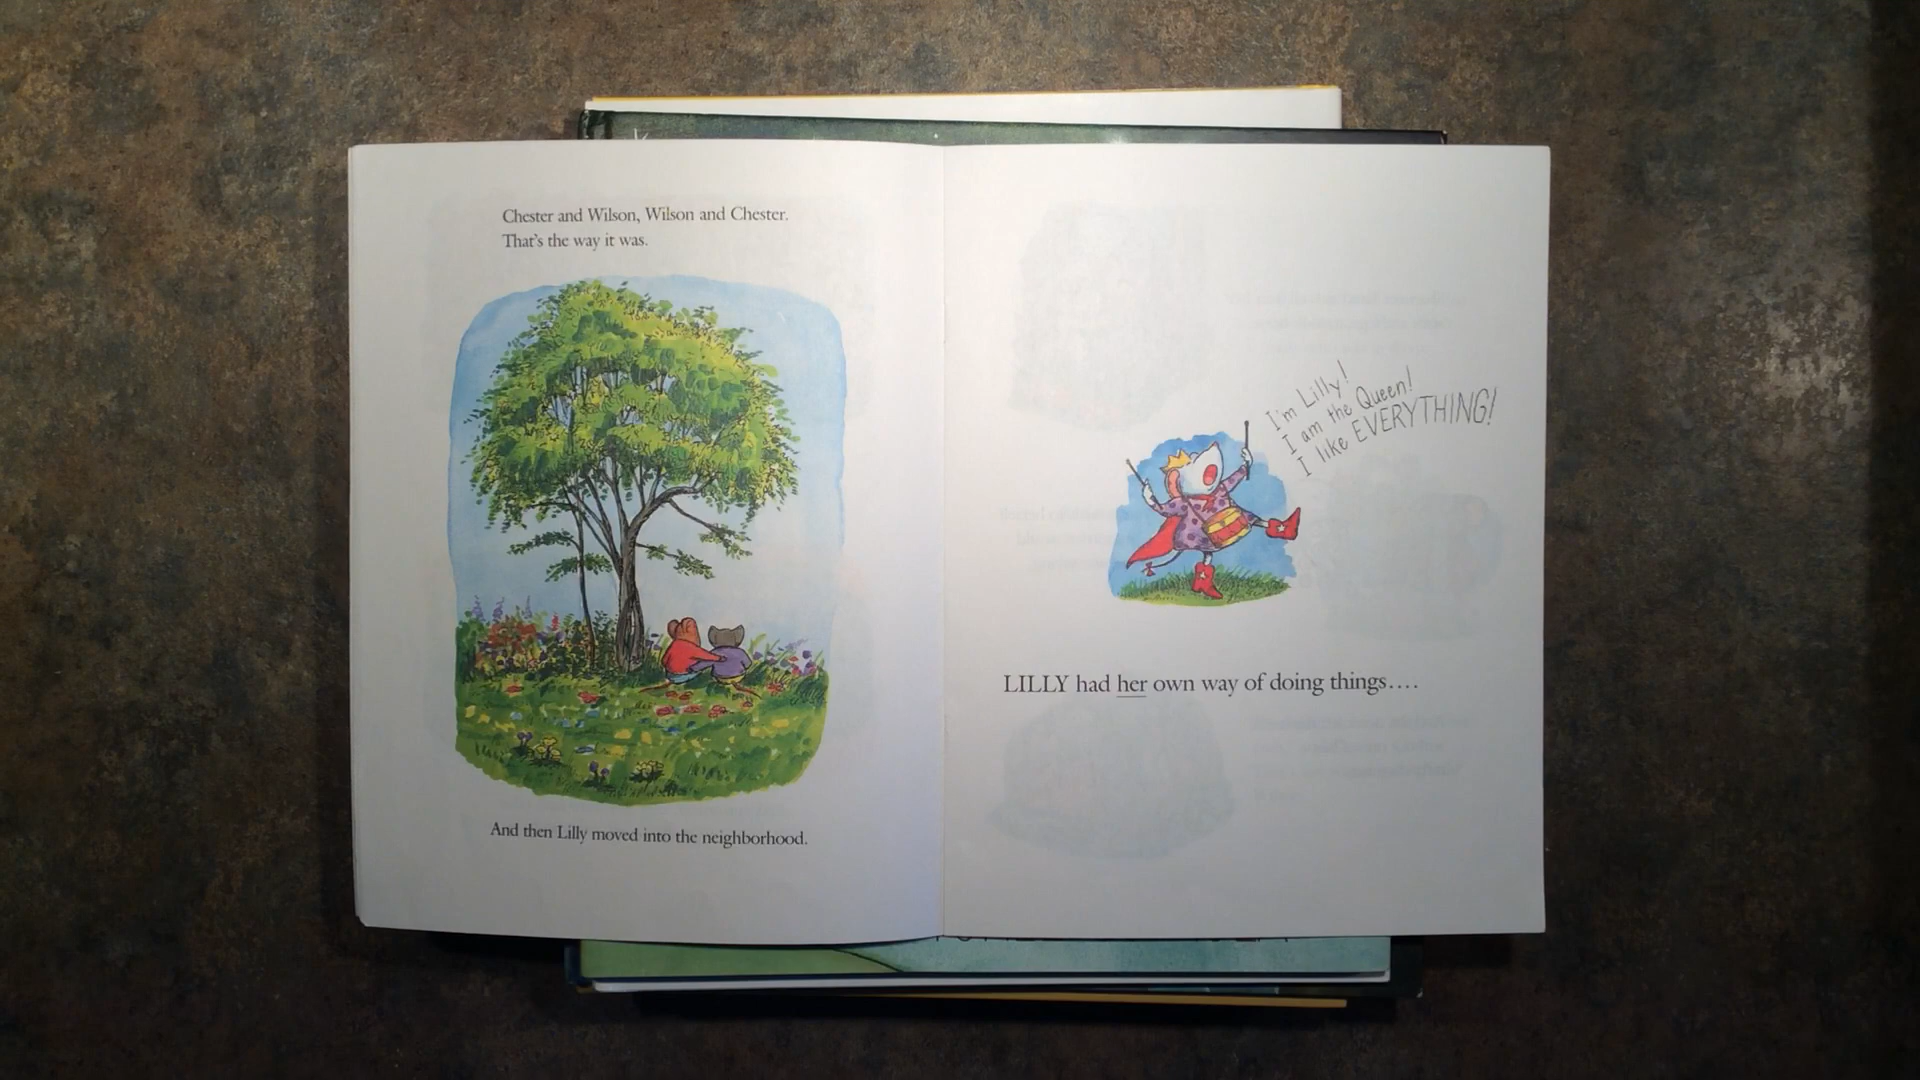 Chester and Wilson, Wilson and Chester.
That's the way it was.
And then Lilly moved into the neighborhood.
I'm Lilly!
I am the Queen!
I like EVERYTHING!
LILLY had her own way of doing things....